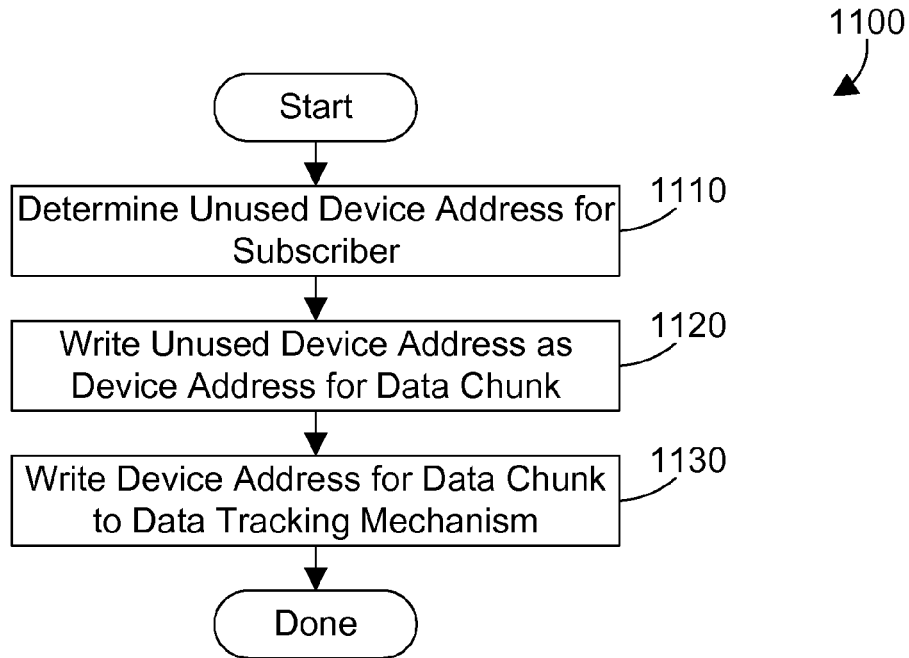 1100
Start
Determine Unused Device Address for
Subscriber
1110
Write Unused Device Address as
Device Address for Data Chunk
1120
Write Device Address for Data Chunk
to Data Tracking Mechanism
1130
Done